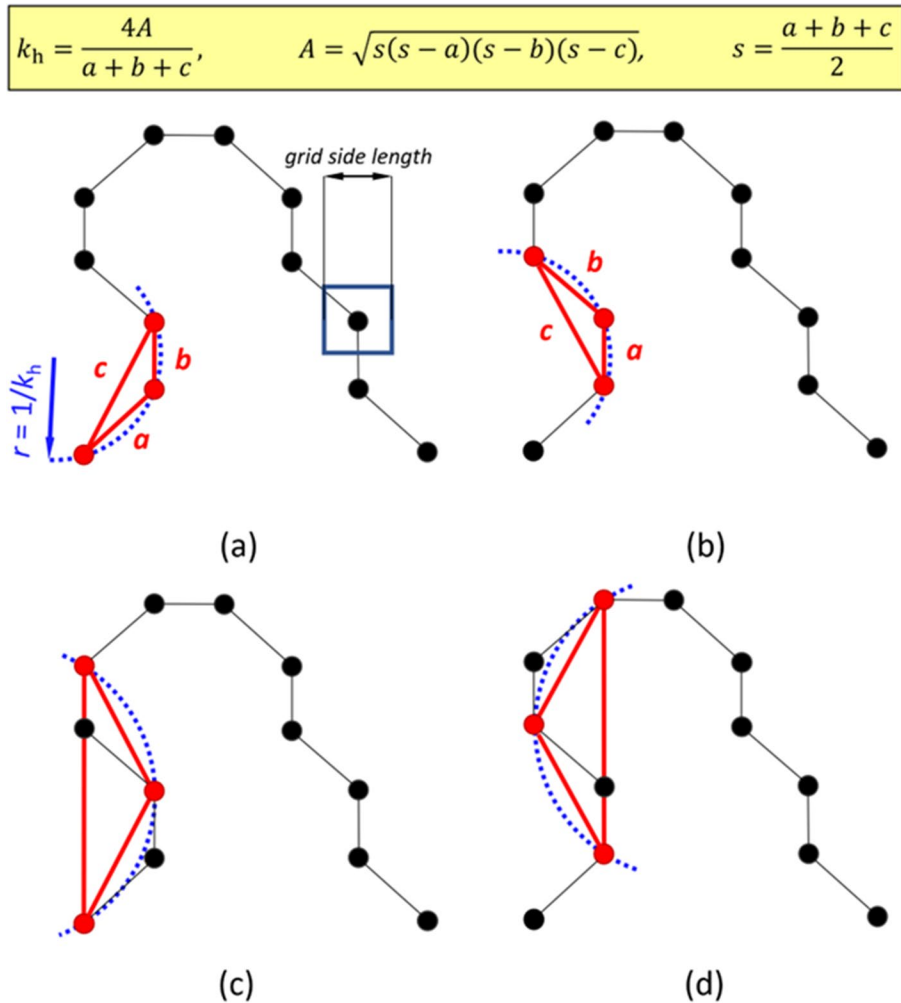 k_h = 4A / (a + b + c), A = √(s(s − a)(s − b)(s − c)), s = (a + b + c) / 2
grid side length
b
c
b
c
a
r = 1/k_h
a
(a)
(b)
(c)
(d)